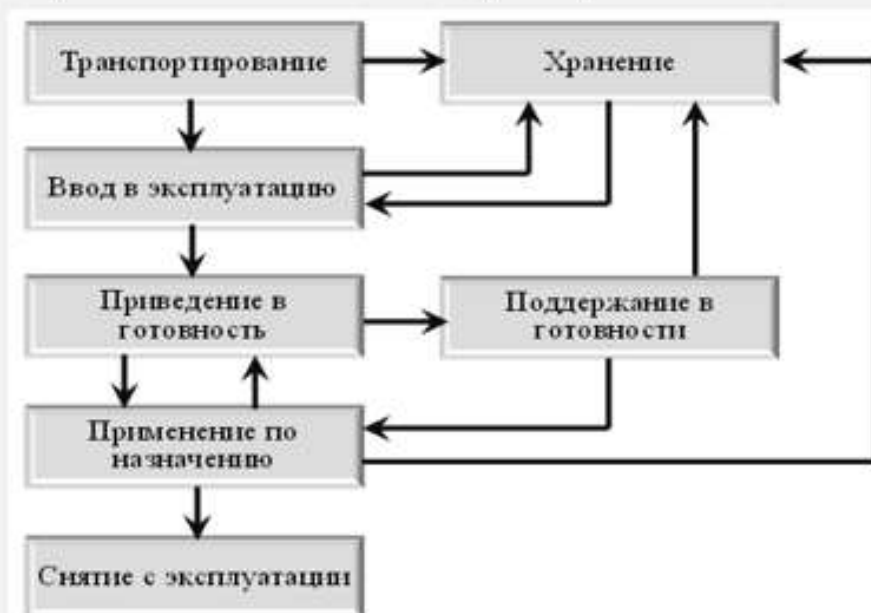 Транспортирование
Хранение
Ввод в эксплуатацию
Приведение в
готовность
Поддержание в
готовности
Применение по
назначению
Снятие с эксплуатации